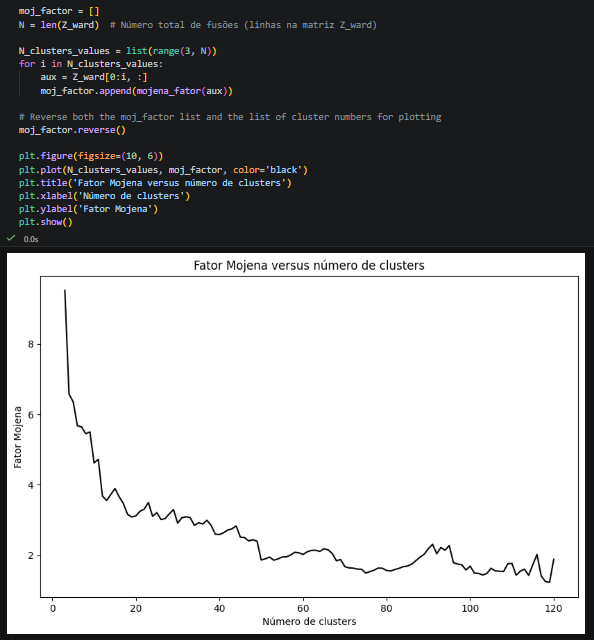 moj_factor = []
N = len(Z_ward)  # Número total de fusões (linhas na matriz Z_ward)

N_clusters_values = list(range(3, N))
for i in N_clusters_values:
    aux = Z_ward[0:i, :]
    moj_factor.append(mojena_fator(aux))

# Reverse both the moj_factor list and the list of cluster numbers for plotting
moj_factor.reverse()

plt.figure(figsize=(10, 6))
plt.plot(N_clusters_values, moj_factor, color='black')
plt.title('Fator Mojena versus número de clusters')
plt.xlabel('Número de clusters')
plt.ylabel('Fator Mojena')
plt.show()
0.0s
Fator Mojena versus número de clusters
Fator Mojena
8
6
4
2
0 20 40 60 80 100 120
Número de clusters